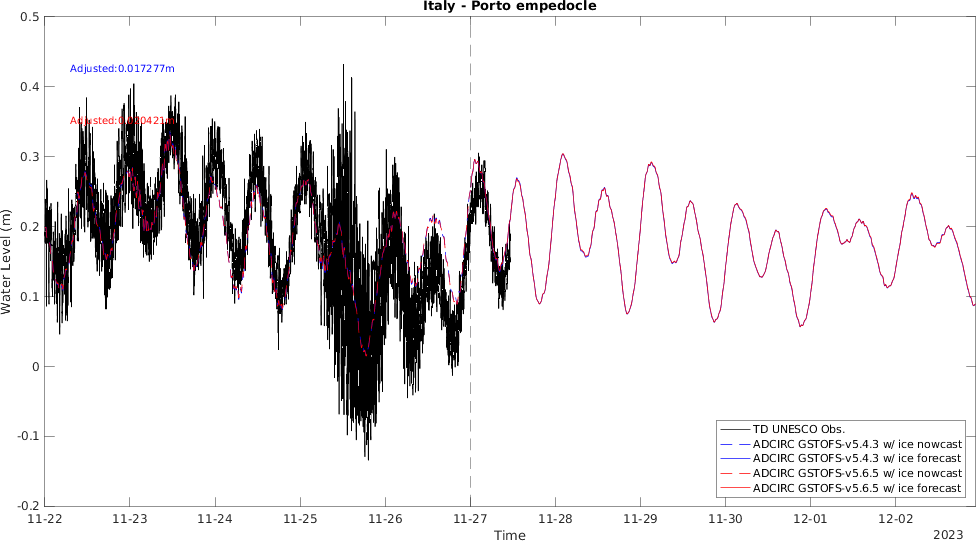 Italy - Porto empedocle
0.5
0.4
0.3
0.2
0.1
0
-0.1
-0.2
Water Level (m)
Adjusted:0.017277m
TD UNESCO Obs.
ADCIRC GSTOFS-v5.4.3 w/ ice nowcast
ADCIRC GSTOFS-v5.4.3 w/ ice forecast
ADCIRC GSTOFS-v5.6.5 w/ ice nowcast
ADCIRC GSTOFS-v5.6.5 w/ ice forecast
11-22 11-23 11-24 11-25 11-26 11-27 11-28 11-29 11-30 12-01 12-02
Time
2023